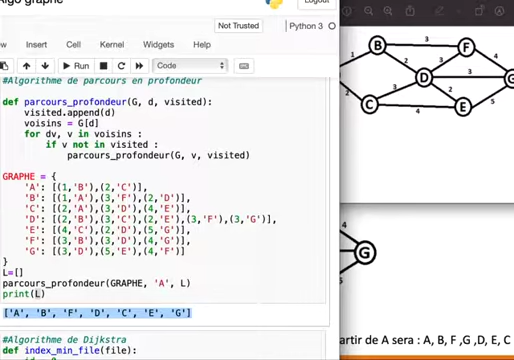 Algo graphe
Logout
Not Trusted
Python 3
Insert
Cell
Kernel
Widgets
Help
Run
Code
#Algorithme de parcours en profondeur
def parcours_profondeur(G, d, visited):
visited.append(d)
voisins = G[d]
for dv, v in voisins :
if v not in visited :
parcours_profondeur(G, v, visited)
GRAPHE = {
'A': [(1,'B'),(2,'C')],
'B': [(1,'A'),(3,'F'),(2,'D')],
'C': [(2,'A'),(3,'D'),(4,'E')],
'D': [(2,'B'),(3,'C'),(2,'E'),(3,'F'),(3,'G')],
'E': [(4,'C'),(2,'D'),(5,'G')],
'F': [(3,'B'),(3,'D'),(4,'G')],
'G': [(3,'D'),(5,'E'),(4,'F')]
}
L=[]
parcours_profondeur(GRAPHE, 'A', L)
print(L)
['A', 'B', 'F', 'D', 'C', 'E', 'G']
#Algorithme de Dijkstra
def index_min_file(file):
B 3 F
1 2 3 4
D 3 G
2 3 2 5
C 4 E
4
G
5
artir de A sera : A, B, F ,G ,D, E, C